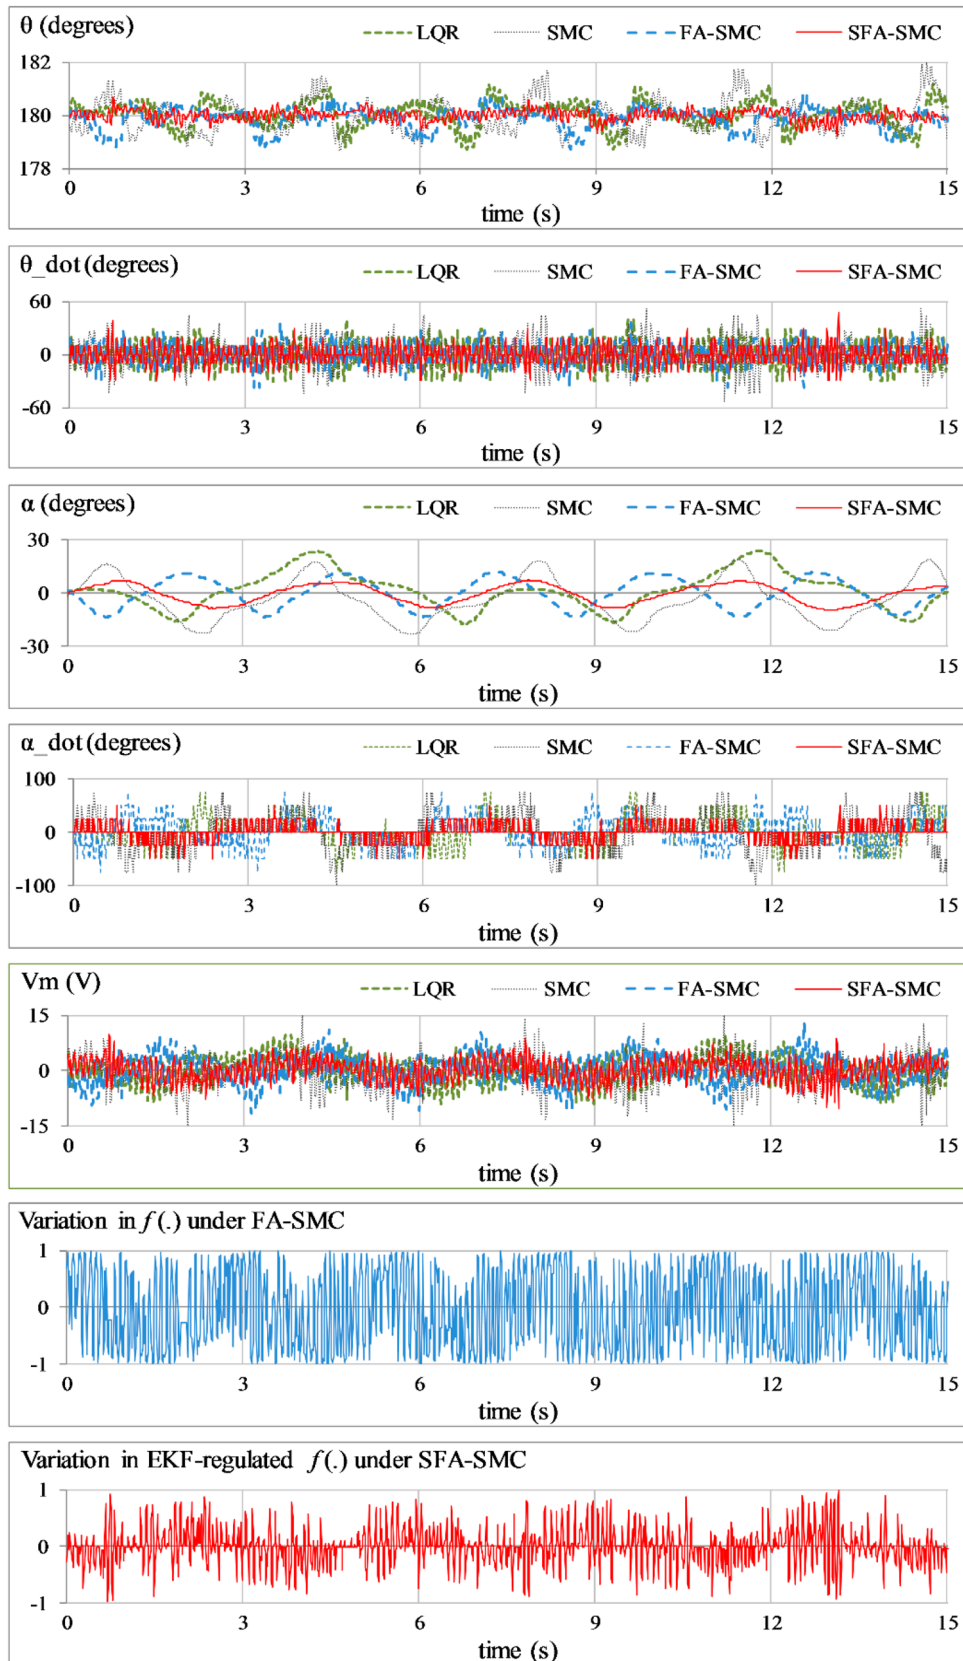 θ (degrees)
LQR SMC FA-SMC SFA-SMC
182
180
178
0 3 6 9 12 15
time (s)
θ_dot (degrees)
LQR SMC FA-SMC SFA-SMC
60
0
-60
0 3 6 9 12 15
time (s)
α (degrees)
LQR SMC FA-SMC SFA-SMC
30
0
-30
0 3 6 9 12 15
time (s)
α_dot (degrees)
LQR SMC FA-SMC SFA-SMC
100
0
-100
0 3 6 9 12 15
time (s)
Vm (V)
LQR SMC FA-SMC SFA-SMC
15
0
-15
0 3 6 9 12 15
time (s)
Variation in f(.) under FA-SMC
1
0
-1
0 3 6 9 12 15
time (s)
Variation in EKF-regulated f(.) under SFA-SMC
1
0
-1
0 3 6 9 12 15
time (s)